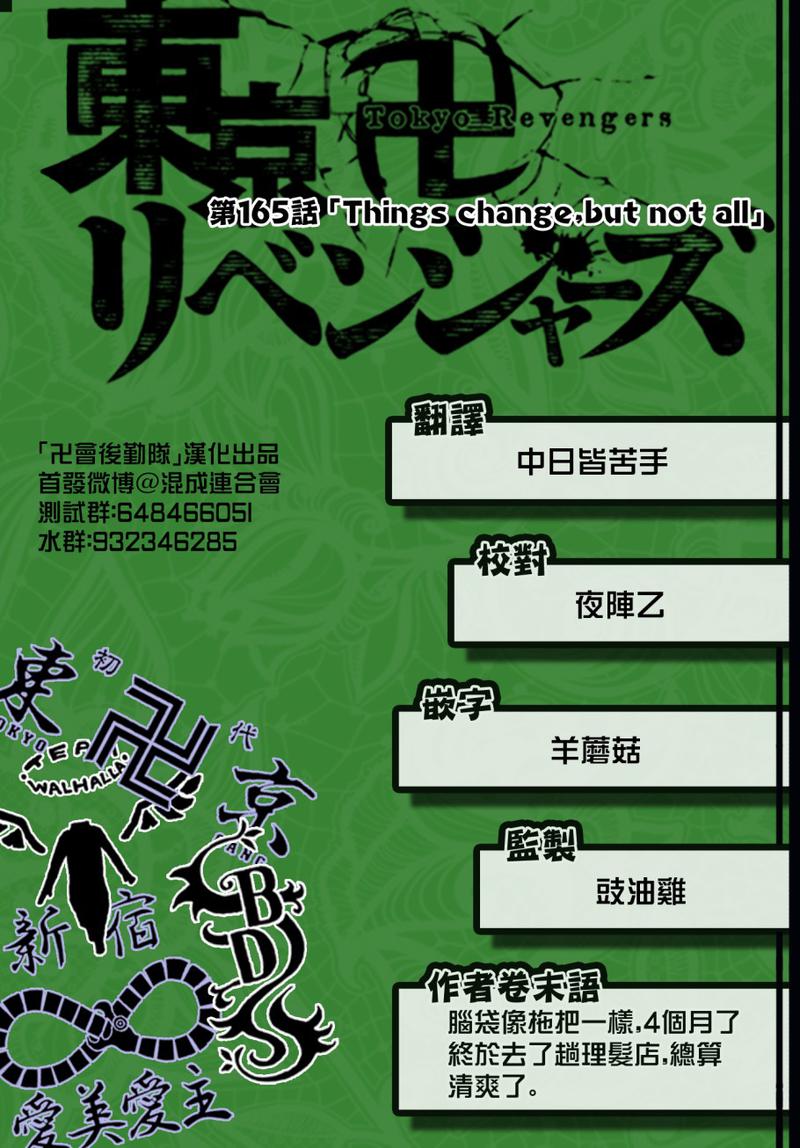 東京卍
Tokyo Revengers
第165話「Things change,but not all」
リベンジャーズ
「卍會後勤隊」漢化出品
首發微博@混成連合會
測試群:648466051
水群:932346285
翻譯
中日皆苦手
校對
夜陣乙
嵌字
羊蘑菇
監製
豉油雞
作者卷末語
腦袋像拖把一樣,4個月了
終於去了趟理髮店,總算
清爽了。
東
初
卍
代
京
TOKYO
WALHALLA
GANG
BD
新宿
愛美愛主